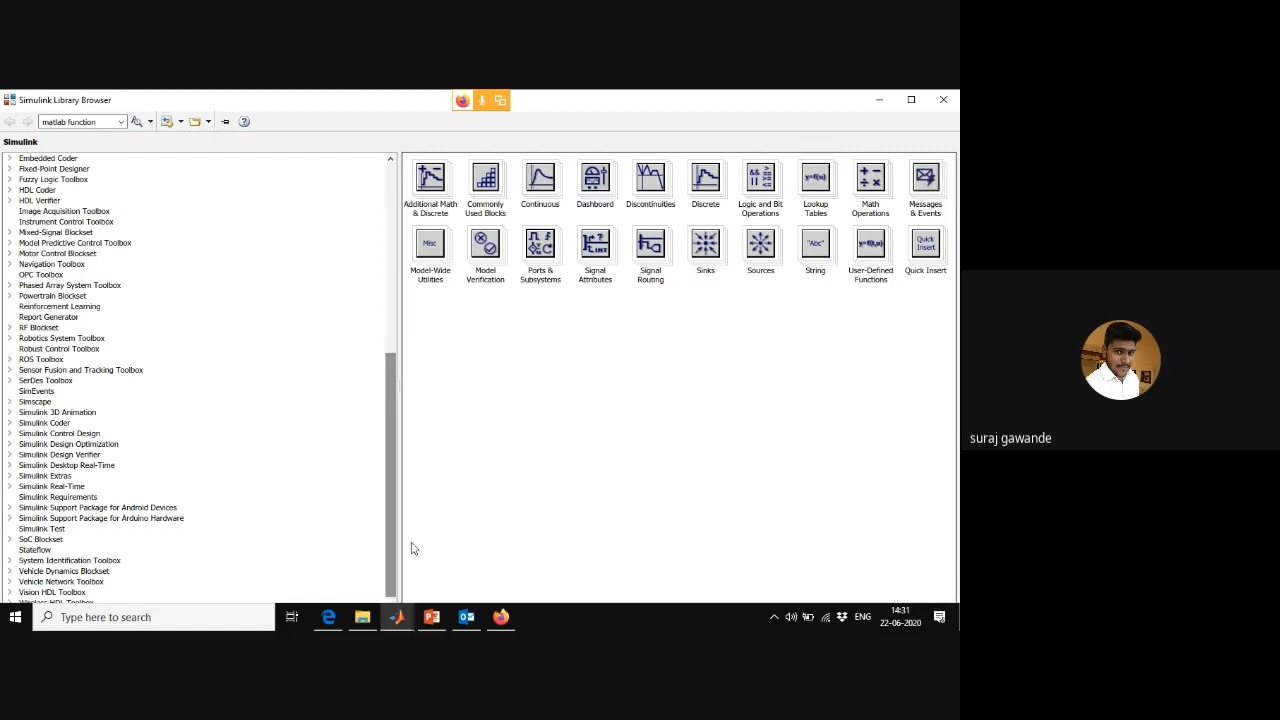 Simulink Library Browser
matlab function
Simulink
Embedded Coder
Fixed-Point Designer
Fuzzy Logic Toolbox
HDL Coder
HDL Verifier
Image Acquisition Toolbox
Instrument Control Toolbox
Mixed-Signal Blockset
Model Predictive Control Toolbox
Motor Control Blockset
Navigation Toolbox
OPC Toolbox
Phased Array System Toolbox
Powertrain Blockset
Reinforcement Learning
Report Generator
RF Blockset
Robotics System Toolbox
Robust Control Toolbox
ROS Toolbox
Sensor Fusion and Tracking Toolbox
SerDes Toolbox
SimEvents
Simscape
Simulink 3D Animation
Simulink Coder
Simulink Control Design
Simulink Design Optimization
Simulink Design Verifier
Simulink Desktop Real-Time
Simulink Extras
Simulink Real-Time
Simulink Requirements
Simulink Support Package for Android Devices
Simulink Support Package for Arduino Hardware
Simulink Test
SoC Blockset
Stateflow
System Identification Toolbox
Vehicle Dynamics Blockset
Vehicle Network Toolbox
Vision HDL Toolbox
Wireless HDL Toolbox
y=f(u)
Additional Math
& Discrete
Commonly
Used Blocks
Continuous
Dashboard
Discontinuities
Discrete
Logic and Bit
Operations
Lookup
Tables
Math
Operations
Messages
& Events
Misc
"Abc"
y=f(t,u)
Quick
Insert
Model-Wide
Utilities
Model
Verification
Ports &
Subsystems
Signal
Attributes
Signal
Routing
Sinks
Sources
String
User-Defined
Functions
Quick Insert
suraj gawande
Type here to search
ENG
14:31
22-06-2020